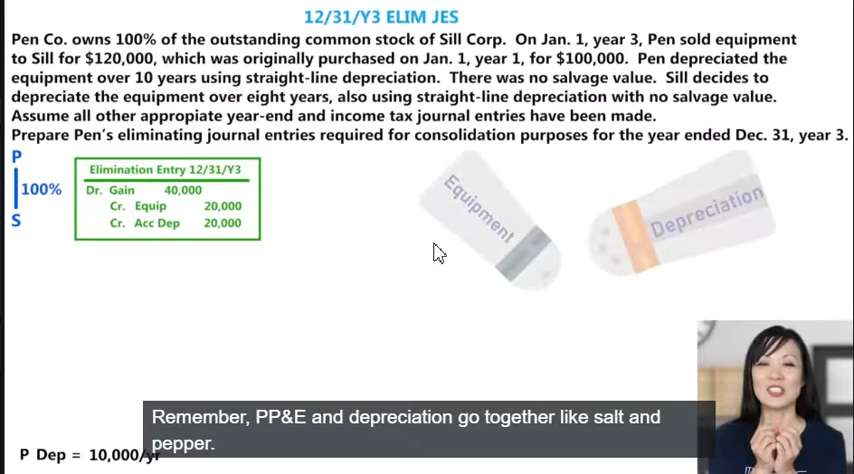 12/31/Y3 ELIM JES
Pen Co. owns 100% of the outstanding common stock of Sill Corp. On Jan. 1, year 3, Pen sold equipment
to Sill for $120,000, which was originally purchased on Jan. 1, year 1, for $100,000. Pen depreciated the
equipment over 10 years using straight-line depreciation. There was no salvage value. Sill decides to
depreciate the equipment over eight years, also using straight-line depreciation with no salvage value.
Assume all other appropiate year-end and income tax journal entries have been made.
Prepare Pen's eliminating journal entries required for consolidation purposes for the year ended Dec. 31, year 3.
P
100%
S
Elimination Entry 12/31/Y3
Dr. Gain 40,000
Cr. Equip 20,000
Cr. Acc Dep 20,000
Equipment
Depreciation
Remember, PP&E and depreciation go together like salt and
pepper.
P Dep = 10,000/yr